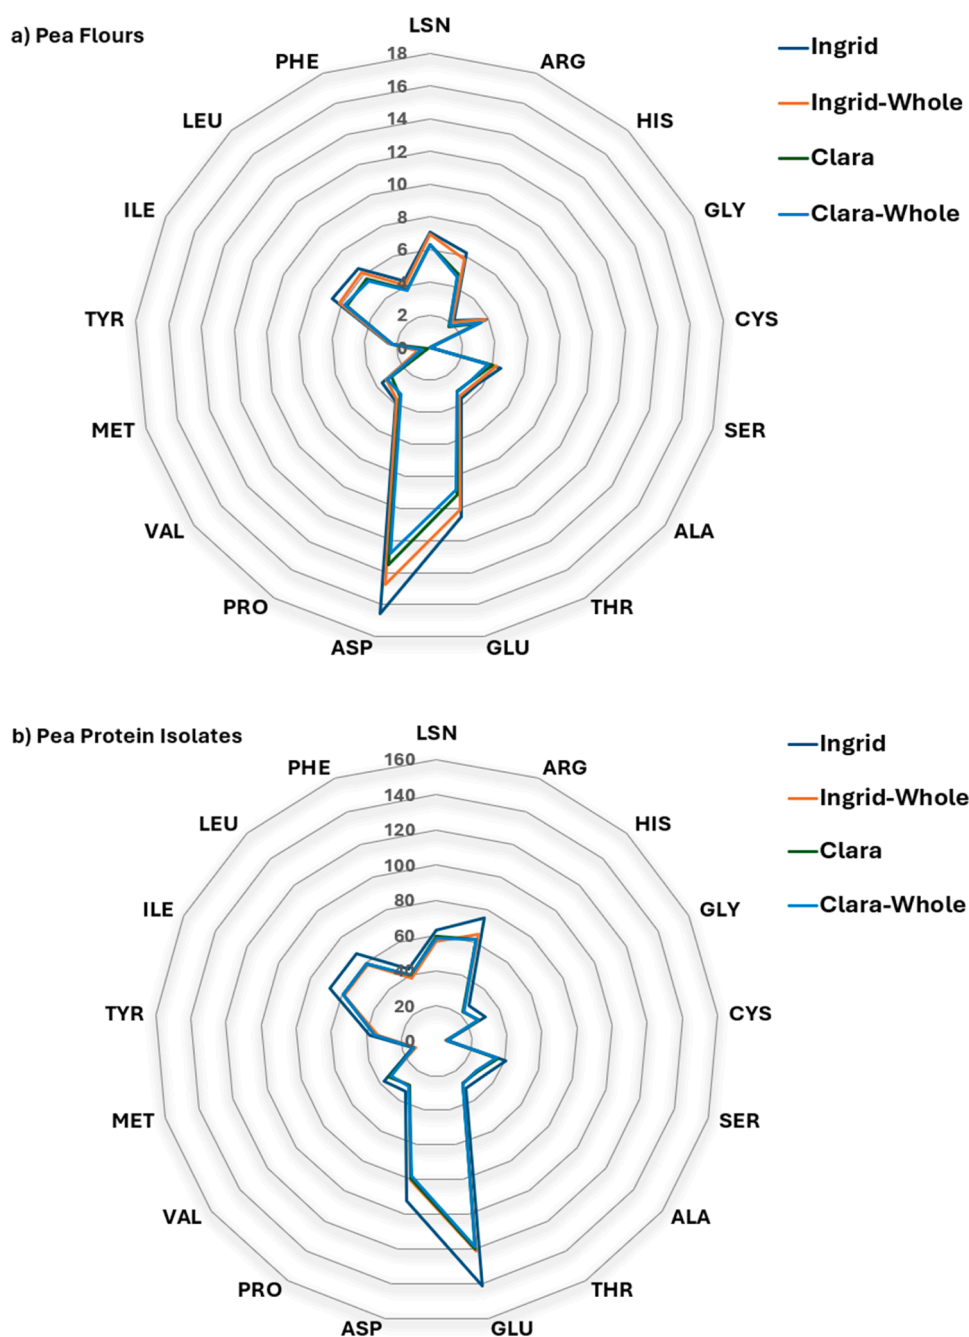 a) Pea Flours
LSN
ARG
HIS
GLY
CYS
SER
ALA
THR
GLU
ASP
PRO
VAL
MET
TYR
ILE
LEU
PHE
18
16
14
12
10
8
6
4
2
0
Ingrid
Ingrid-Whole
Clara
Clara-Whole
b) Pea Protein Isolates
LSN
ARG
HIS
GLY
CYS
SER
ALA
THR
GLU
ASP
PRO
VAL
MET
TYR
ILE
LEU
PHE
160
140
120
100
80
60
40
20
0
Ingrid
Ingrid-Whole
Clara
Clara-Whole